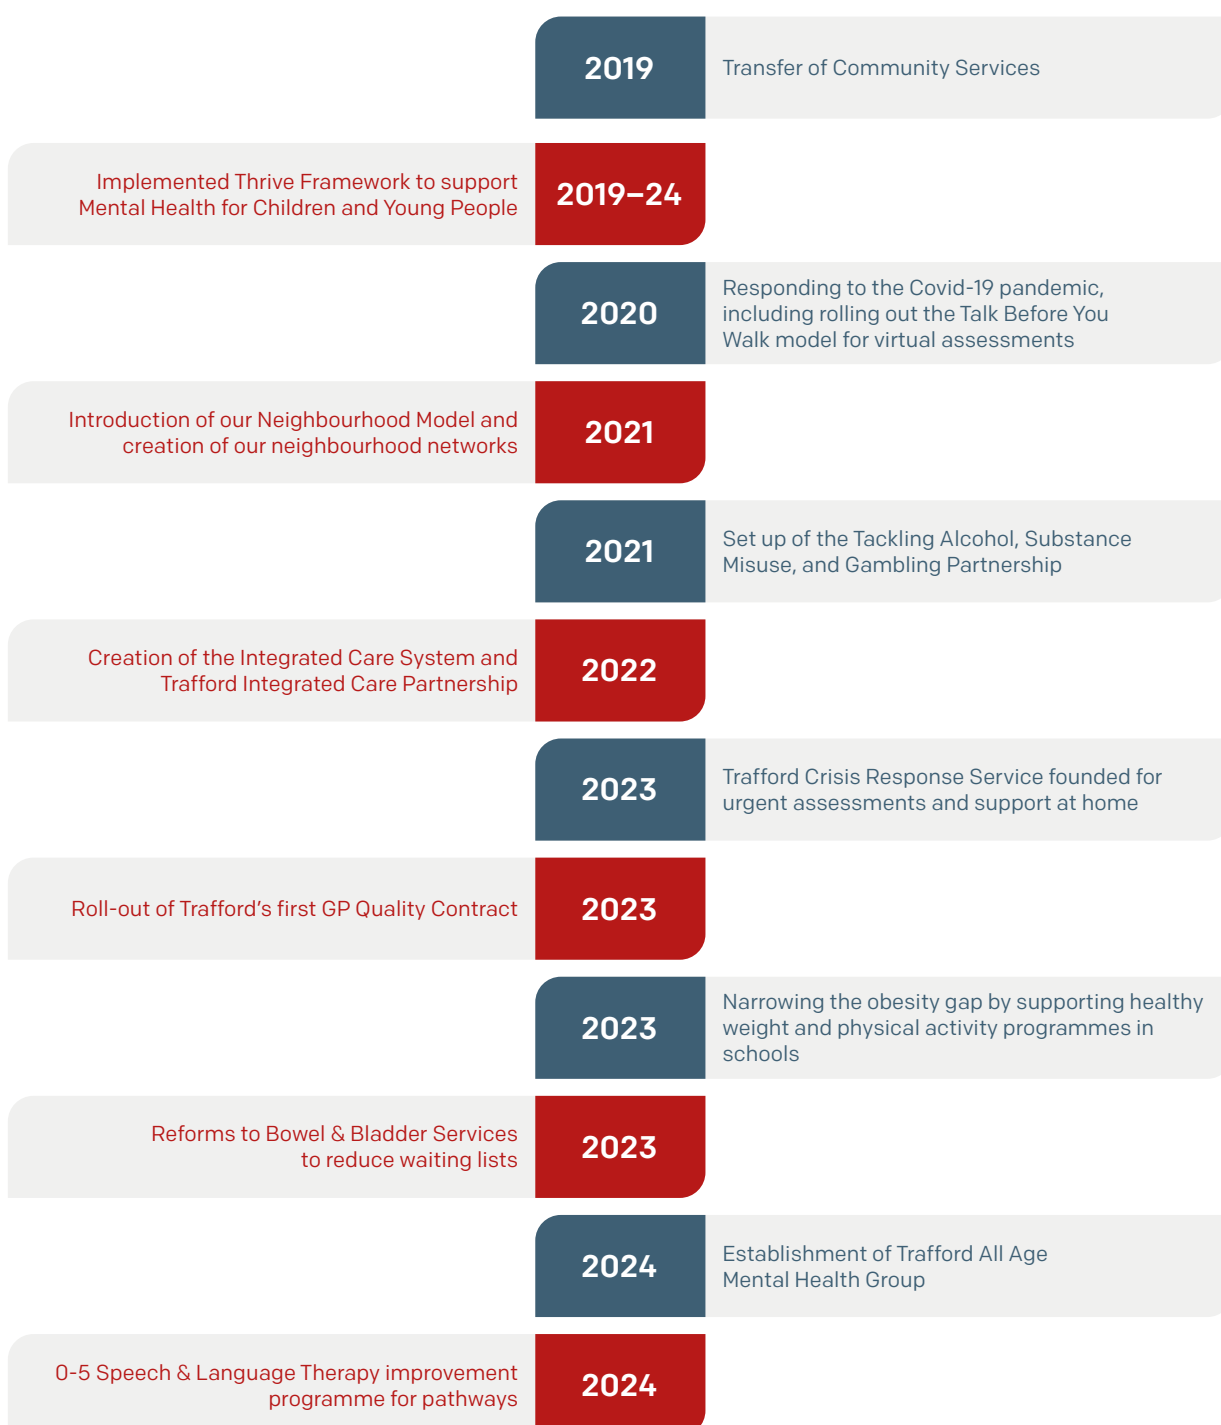 2019
Transfer of Community Services
Implemented Thrive Framework to support
Mental Health for Children and Young People
2019–24
2020
Responding to the Covid-19 pandemic,
including rolling out the Talk Before You
Walk model for virtual assessments
Introduction of our Neighbourhood Model and
creation of our neighbourhood networks
2021
2021
Set up of the Tackling Alcohol, Substance
Misuse, and Gambling Partnership
Creation of the Integrated Care System and
Trafford Integrated Care Partnership
2022
2023
Trafford Crisis Response Service founded for
urgent assessments and support at home
Roll-out of Trafford’s first GP Quality Contract
2023
2023
Narrowing the obesity gap by supporting healthy
weight and physical activity programmes in
schools
Reforms to Bowel & Bladder Services
to reduce waiting lists
2023
2024
Establishment of Trafford All Age
Mental Health Group
0-5 Speech & Language Therapy improvement
programme for pathways
2024